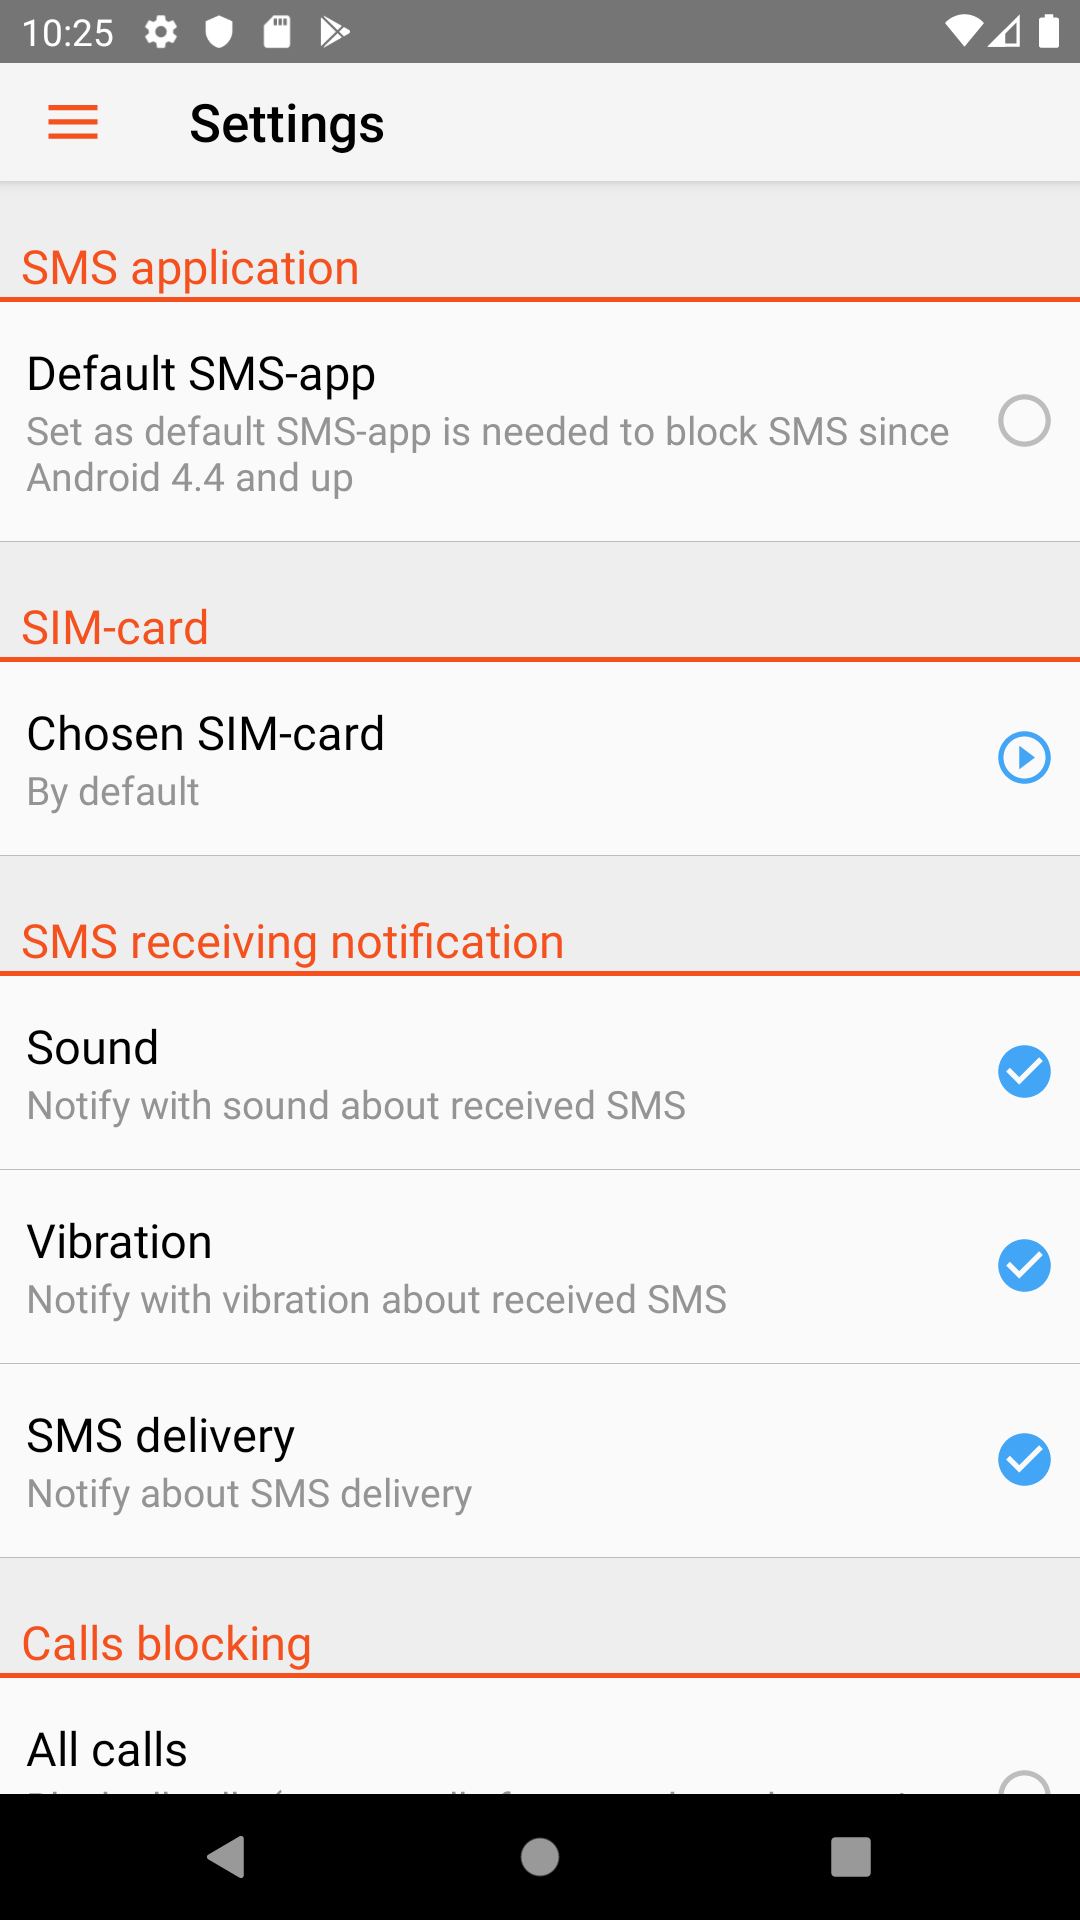 10:25
Settings
SMS application
Default SMS-app
Set as default SMS-app is needed to block SMS since
Android 4.4 and up
SIM-card
Chosen SIM-card
By default
SMS receiving notification
Sound
Notify with sound about received SMS
Vibration
Notify with vibration about received SMS
SMS delivery
Notify about SMS delivery
Calls blocking
All calls